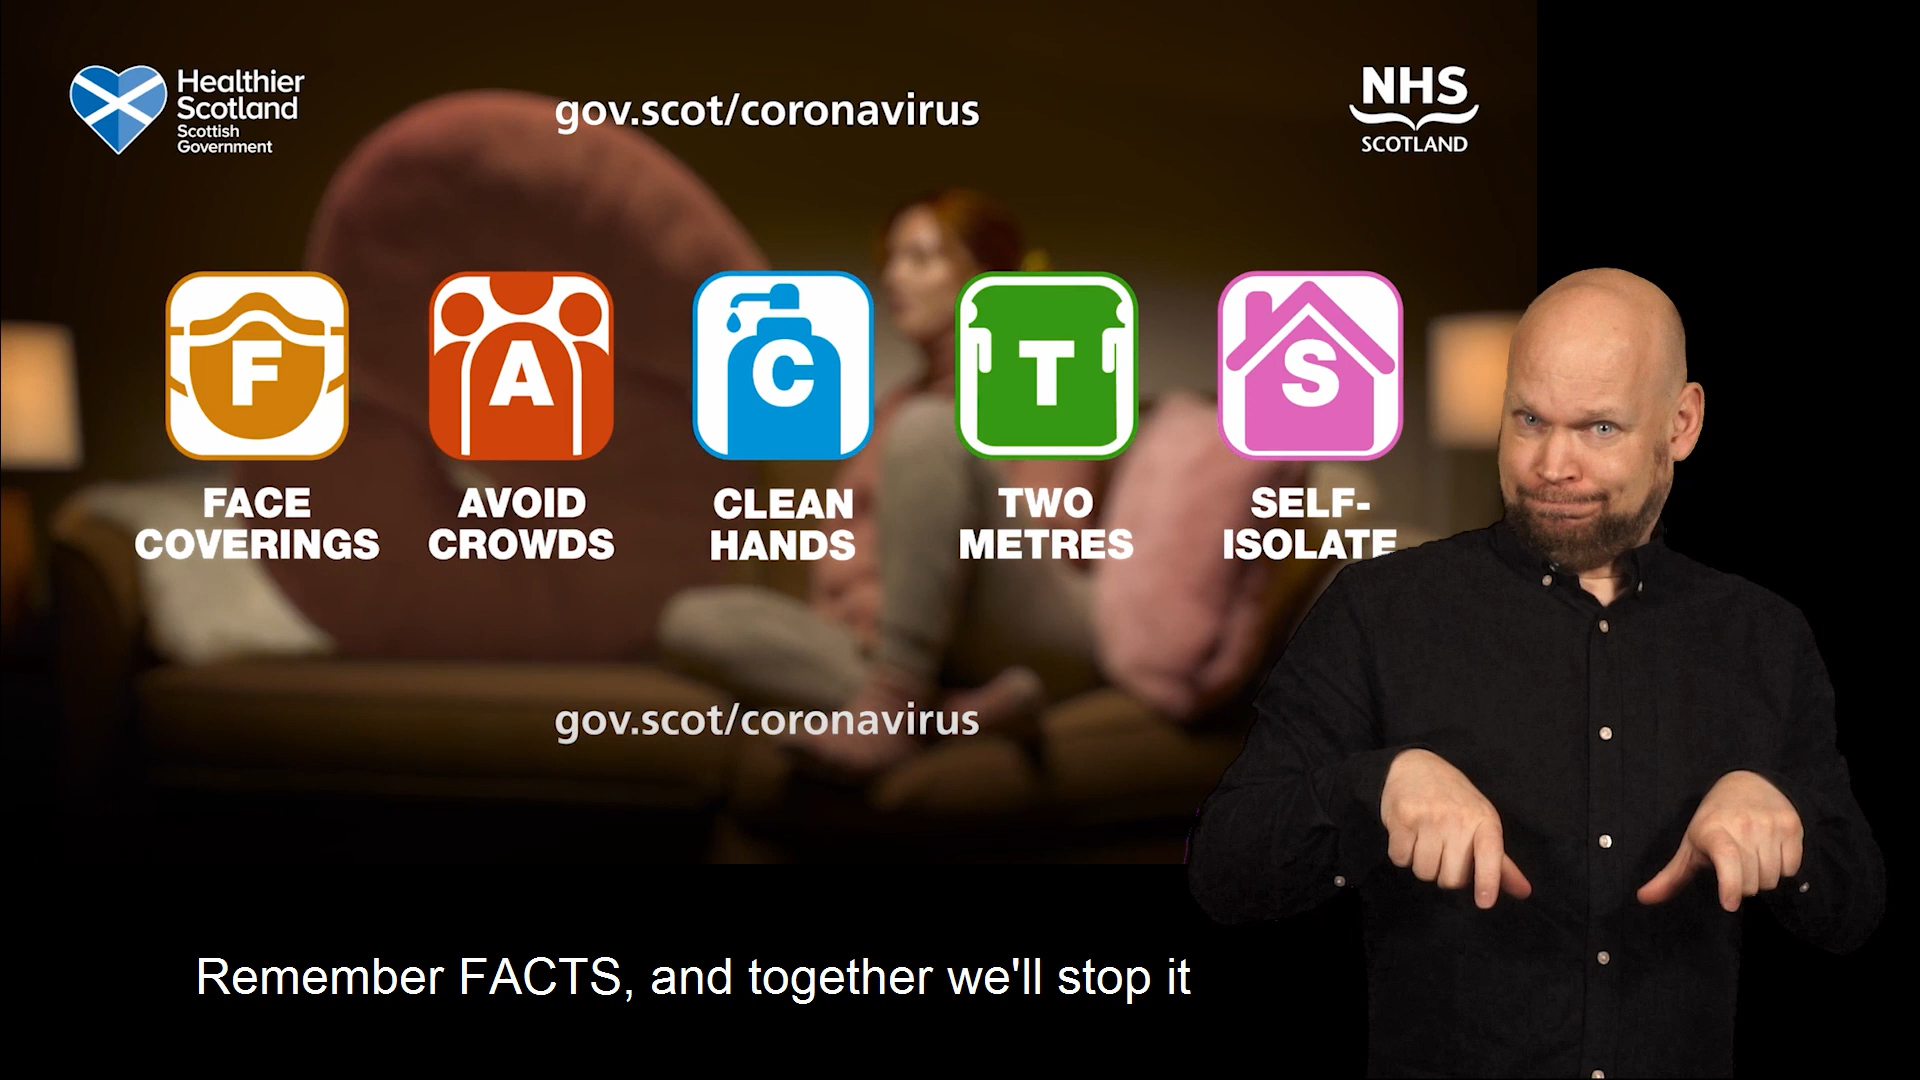 Healthier
Scotland
Scottish
Government
gov.scot/coronavirus
NHS
SCOTLAND
F
A
C
T
S
FACE
COVERINGS
AVOID
CROWDS
CLEAN
HANDS
TWO
METRES
SELF-
ISOLATE
gov.scot/coronavirus
Remember FACTS, and together we'll stop it